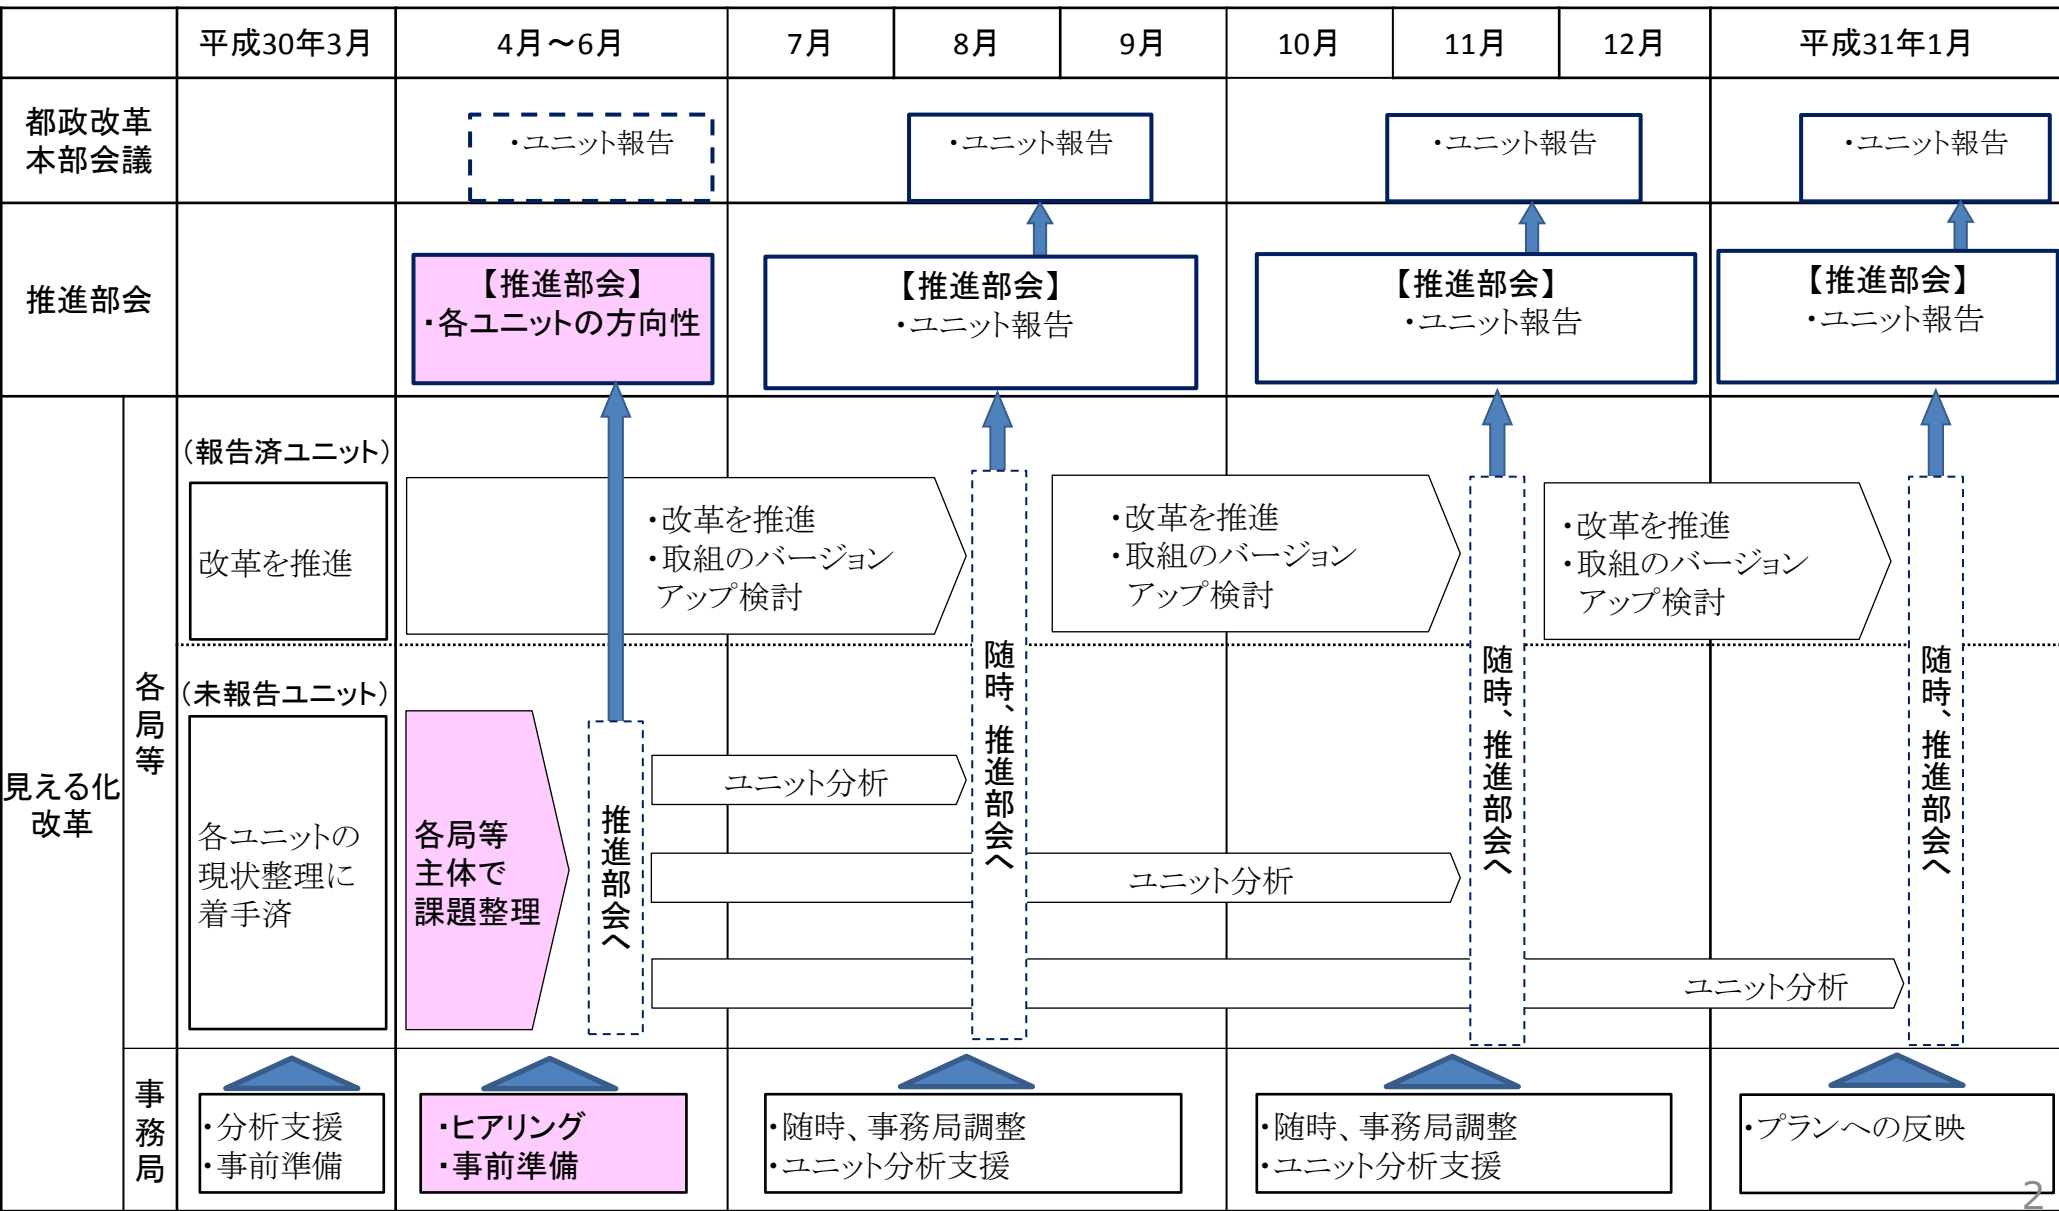 平成30年3月
4月～6月
7月
8月
9月
10月
11月
12月
平成31年1月
都政改革
本部会議
・ユニット報告
・ユニット報告
・ユニット報告
・ユニット報告
推進部会
【推進部会】
・各ユニットの方向性
【推進部会】
・ユニット報告
【推進部会】
・ユニット報告
【推進部会】
・ユニット報告
見える化
改革
各局等
（報告済ユニット）
改革を推進
・改革を推進
・取組のバージョン
アップ検討
・改革を推進
・取組のバージョン
アップ検討
・改革を推進
・取組のバージョン
アップ検討
（未報告ユニット）
各ユニットの
現状整理に
着手済
各局等
主体で
課題整理
推進部会へ
ユニット分析
ユニット分析
ユニット分析
随時、推進部会へ
随時、推進部会へ
随時、推進部会へ
事務局
・分析支援
・事前準備
・ヒアリング
・事前準備
・随時、事務局調整
・ユニット分析支援
・随時、事務局調整
・ユニット分析支援
・プランへの反映
2